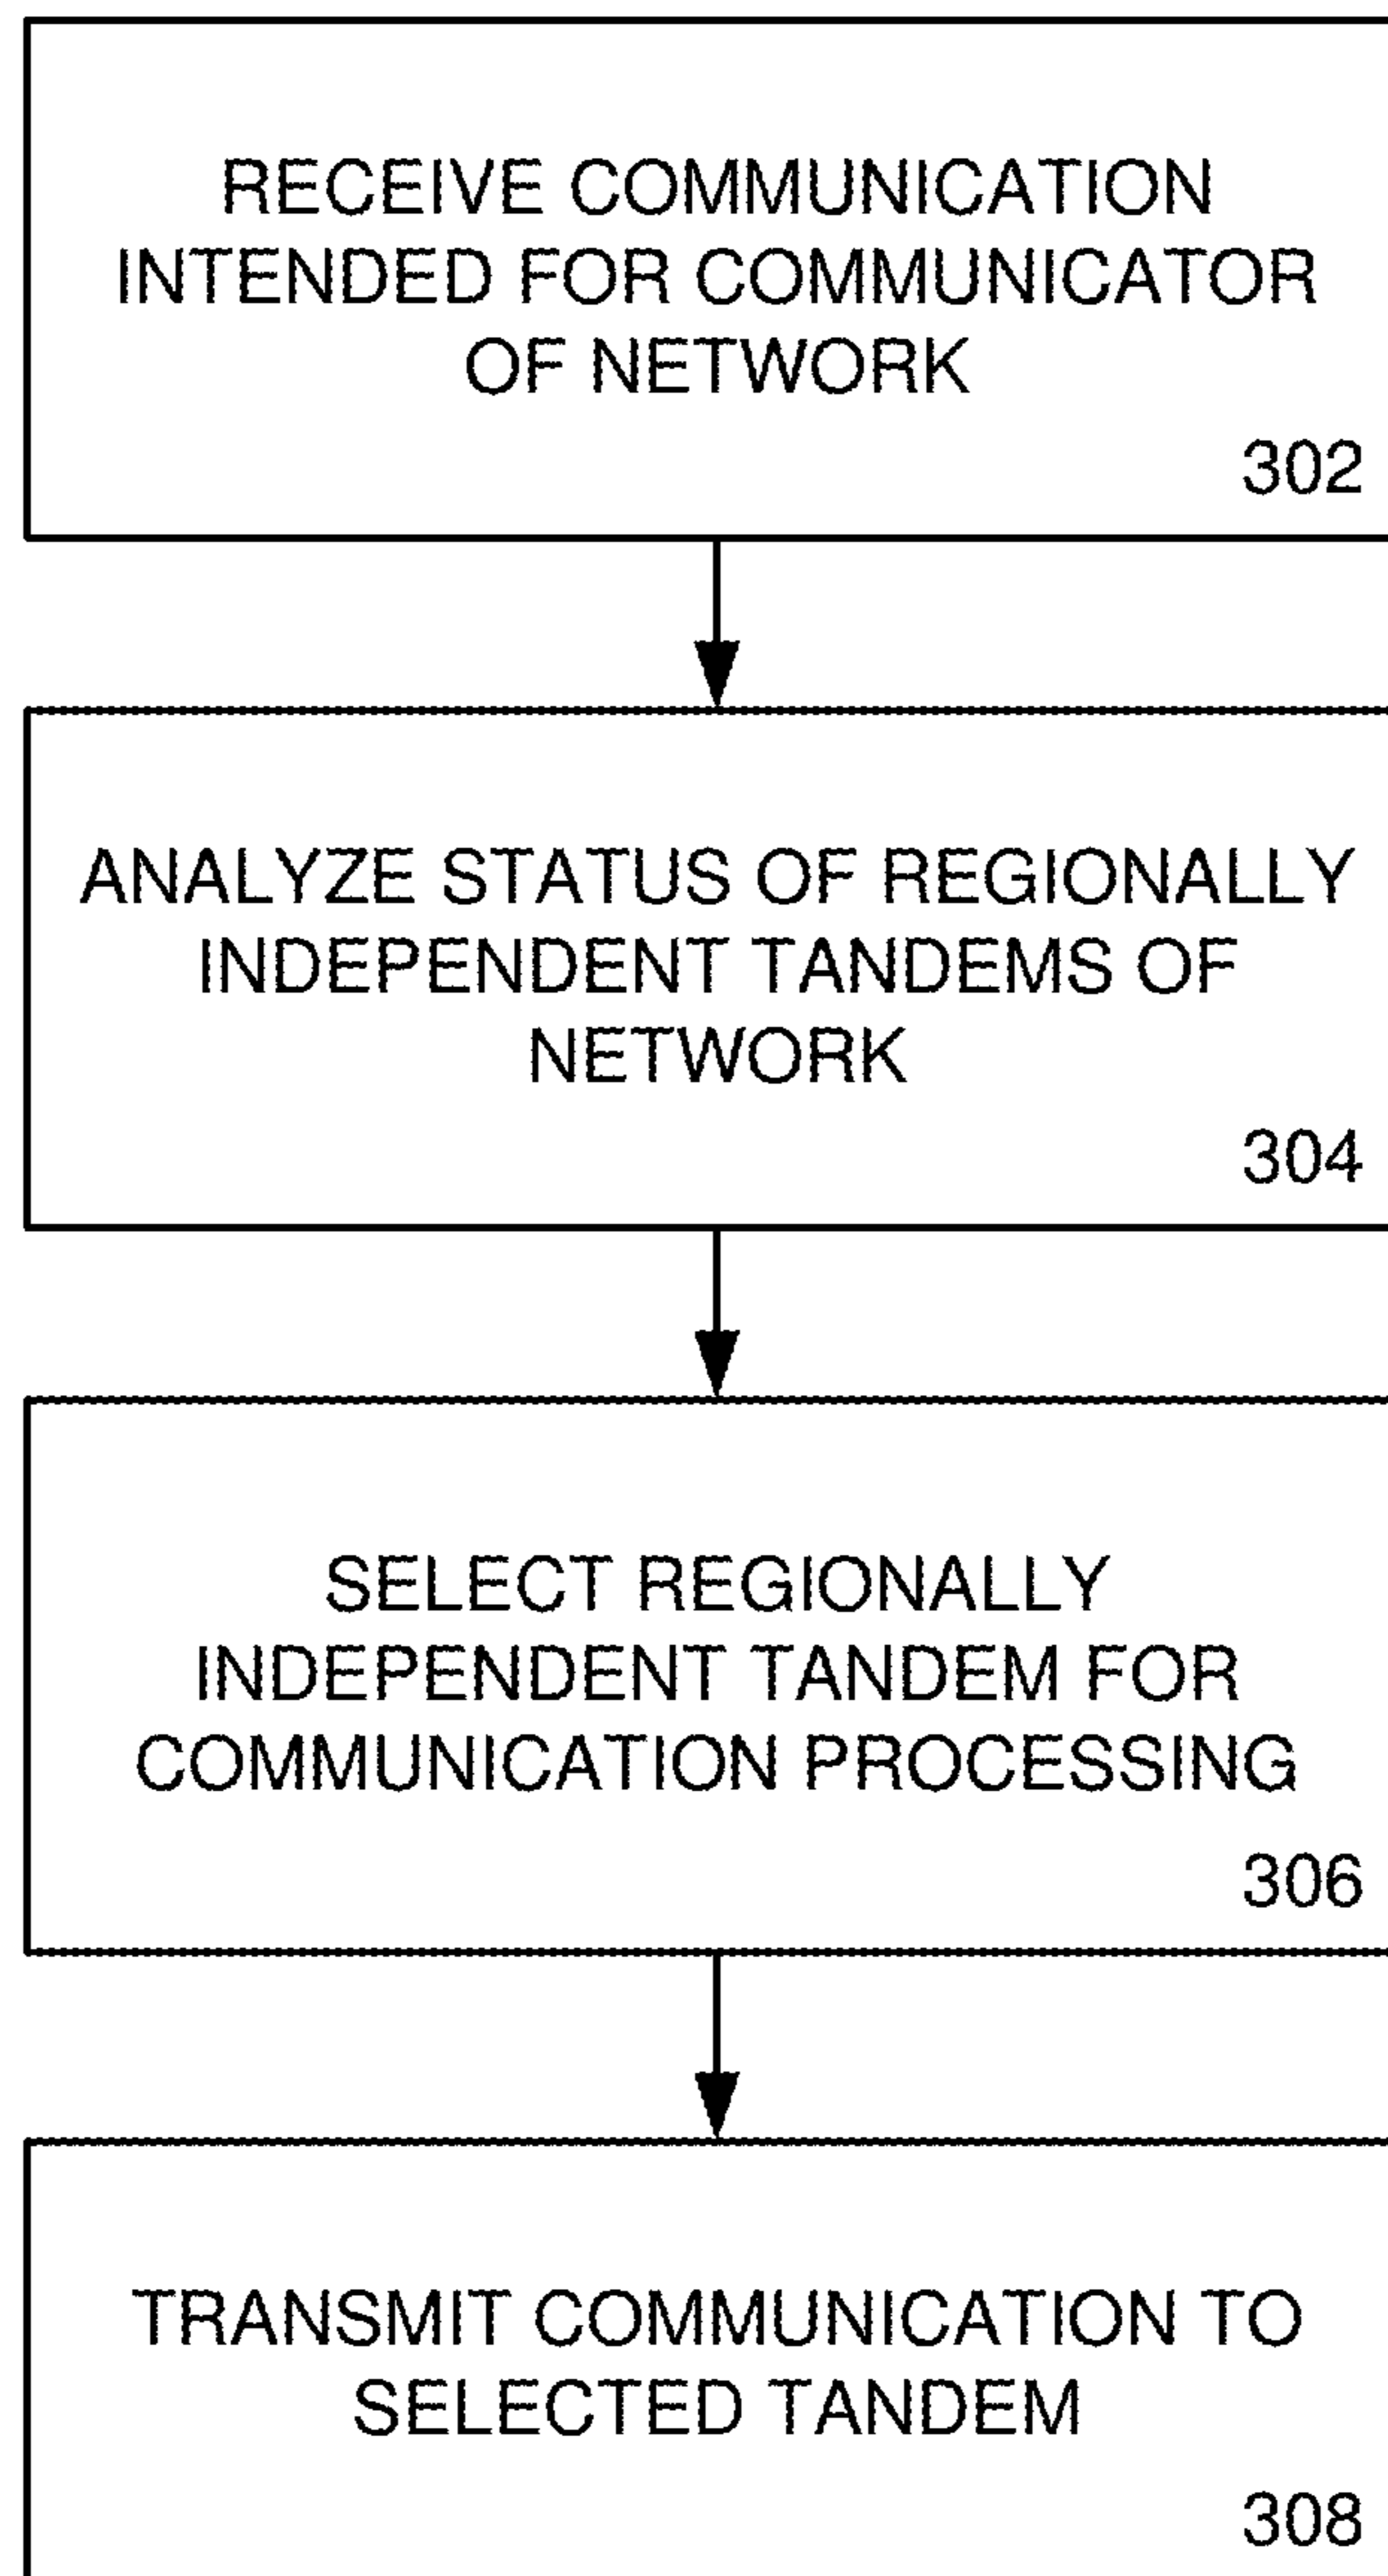 RECEIVE COMMUNICATION
INTENDED FOR COMMUNICATOR
OF NETWORK
302
ANALYZE STATUS OF REGIONALLY
INDEPENDENT TANDEMS OF
NETWORK
304
SELECT REGIONALLY
INDEPENDENT TANDEM FOR
COMMUNICATION PROCESSING
306
TRANSMIT COMMUNICATION TO
SELECTED TANDEM
308